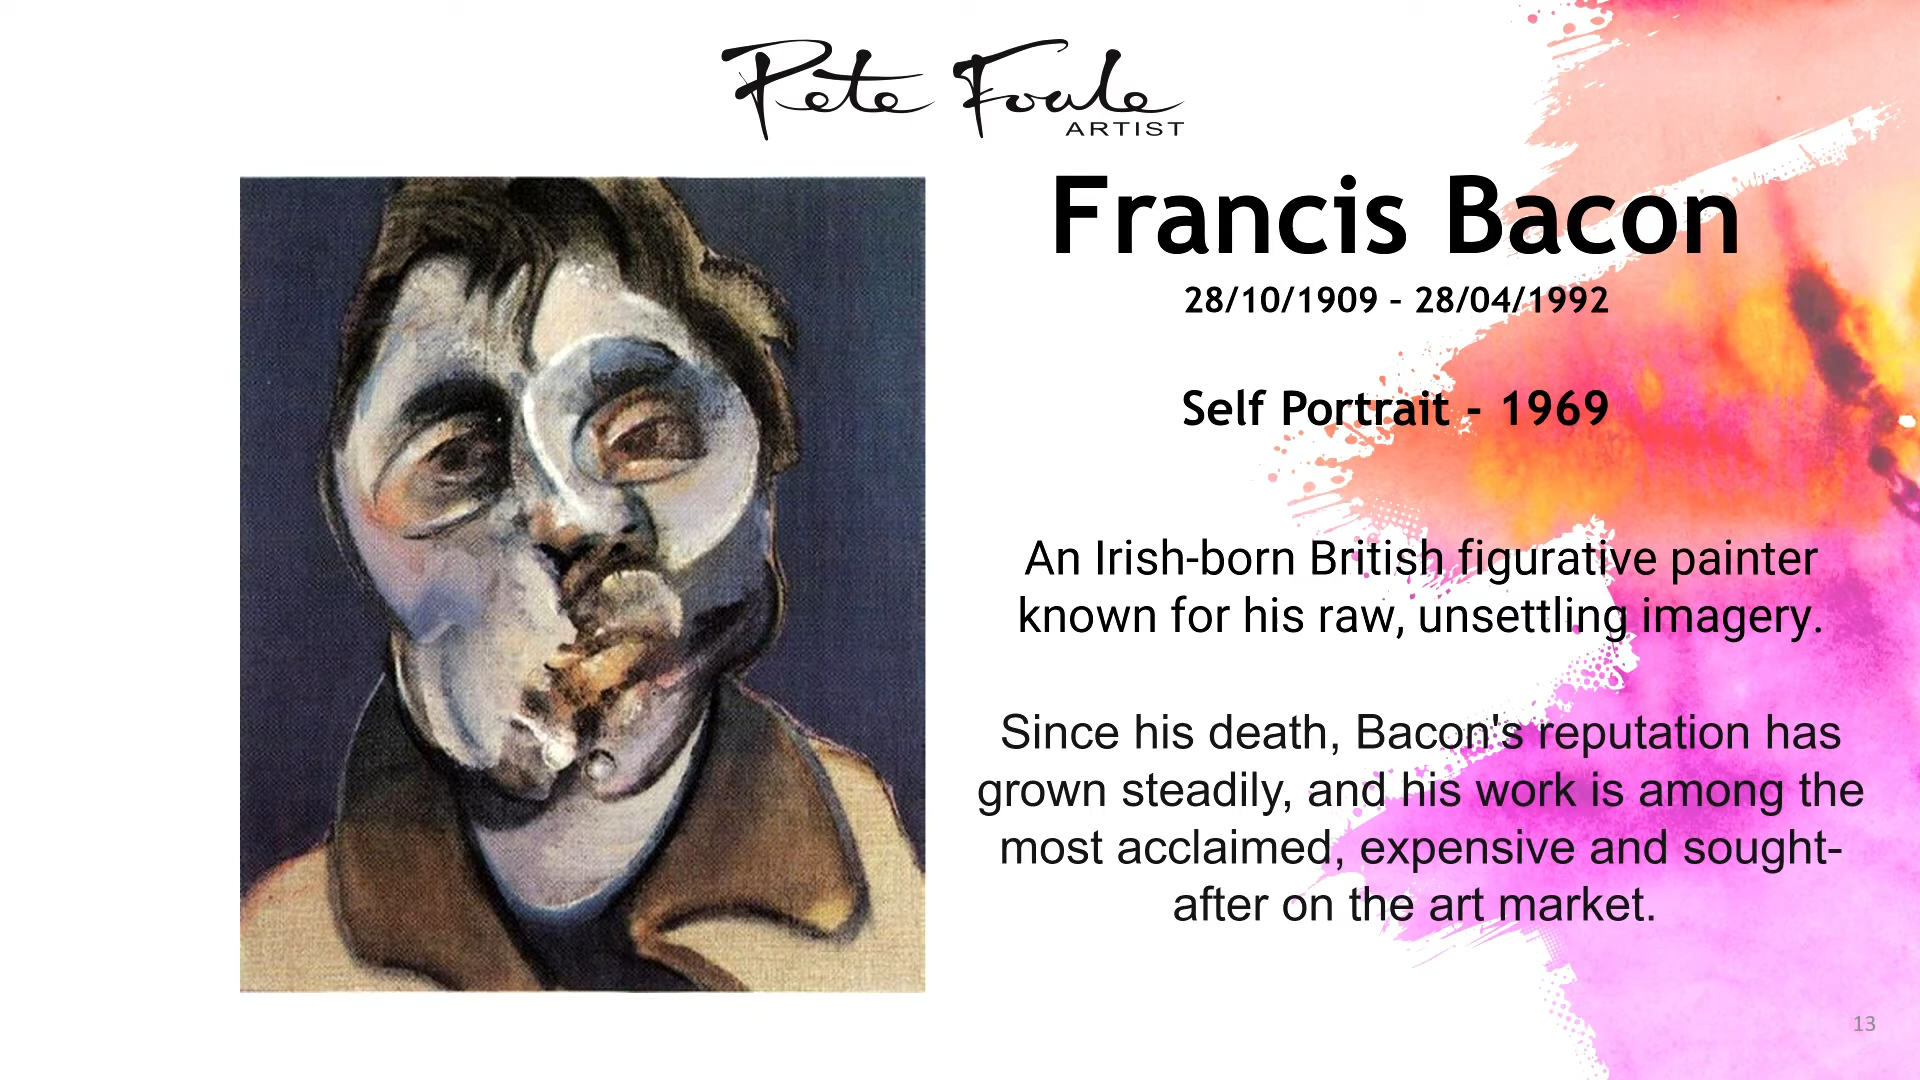 Pete Foale
ARTIST
Francis Bacon
28/10/1909 – 28/04/1992
Self Portrait - 1969
An Irish-born British figurative painter
known for his raw, unsettling imagery.
Since his death, Bacon's reputation has
grown steadily, and his work is among the
most acclaimed, expensive and sought-
after on the art market.
13